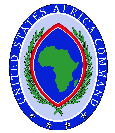 UNITED STATES AFRICA COMMAND